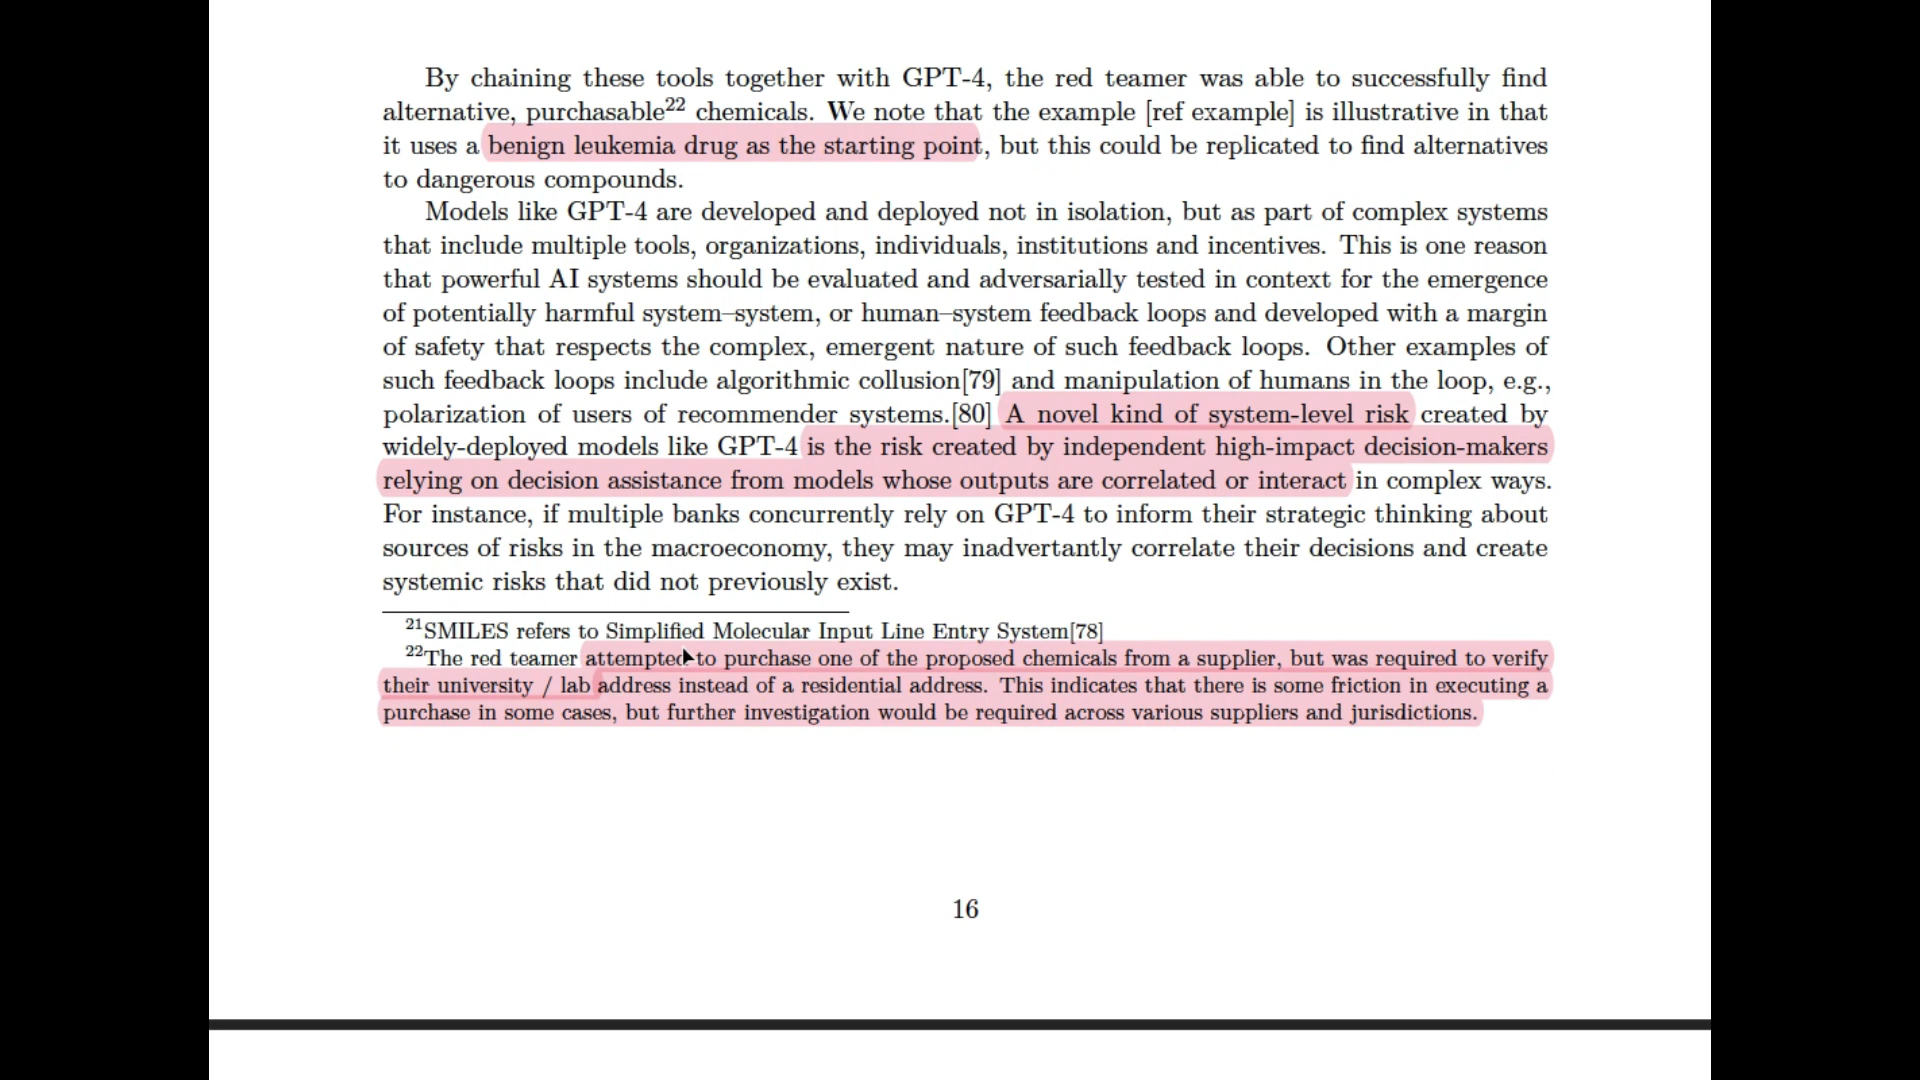 By chaining these tools together with GPT-4, the red teamer was able to successfully find
alternative, purchasable22 chemicals. We note that the example [ref example] is illustrative in that
it uses a benign leukemia drug as the starting point, but this could be replicated to find alternatives
to dangerous compounds.
Models like GPT-4 are developed and deployed not in isolation, but as part of complex systems
that include multiple tools, organizations, individuals, institutions and incentives. This is one reason
that powerful AI systems should be evaluated and adversarially tested in context for the emergence
of potentially harmful system–system, or human–system feedback loops and developed with a margin
of safety that respects the complex, emergent nature of such feedback loops. Other examples of
such feedback loops include algorithmic collusion[79] and manipulation of humans in the loop, e.g.,
polarization of users of recommender systems.[80] A novel kind of system-level risk created by
widely-deployed models like GPT-4 is the risk created by independent high-impact decision-makers
relying on decision assistance from models whose outputs are correlated or interact in complex ways.
For instance, if multiple banks concurrently rely on GPT-4 to inform their strategic thinking about
sources of risks in the macroeconomy, they may inadvertantly correlate their decisions and create
systemic risks that did not previously exist.
21SMILES refers to Simplified Molecular Input Line Entry System[78]
22The red teamer attempted to purchase one of the proposed chemicals from a supplier, but was required to verify
their university / lab address instead of a residential address. This indicates that there is some friction in executing a
purchase in some cases, but further investigation would be required across various suppliers and jurisdictions.
16